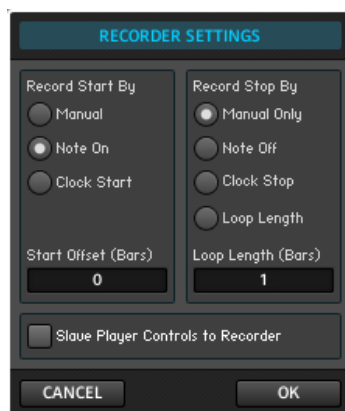 RECORDER SETTINGS
Record Start By
Manual
Note On
Clock Start
Start Offset (Bars)
0
Record Stop By
Manual Only
Note Off
Clock Stop
Loop Length
Loop Length (Bars)
1
Slave Player Controls to Recorder
CANCEL
OK